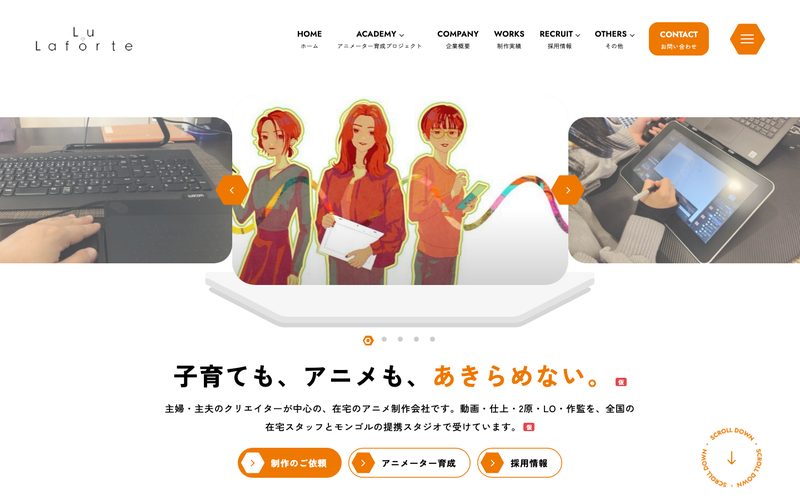 Lu
Laforte
HOME
ホーム
ACADEMY
アニメーター育成プロジェクト
COMPANY
企業概要
WORKS
制作実績
RECRUIT
採用情報
OTHERS
その他
CONTACT
お問い合わせ
子育ても、アニメも、あきらめない。 仮
主婦・主夫のクリエイターが中心の、在宅のアニメ制作会社です。動画・仕上・2原・LO・作監を、全国の
在宅スタッフとモンゴルの提携スタジオで受けています。 仮
制作のご依頼
アニメーター育成
採用情報
SCROLL DOWN • SCROLL DOWN • SCROLL DOWN •